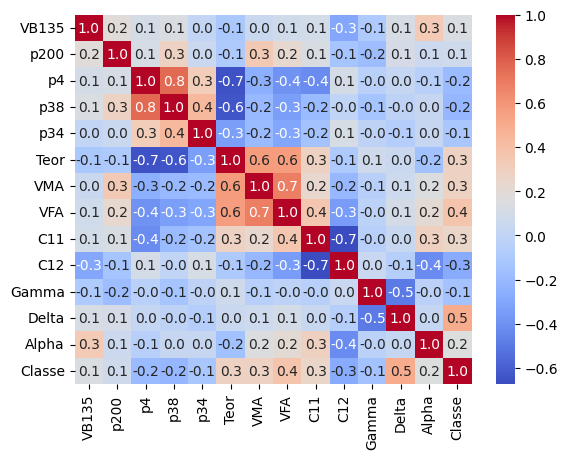 VB135 1.0 0.2 0.1 0.1 0.0 -0.1 0.0 0.1 0.1 -0.3 -0.1 0.1 0.3 0.1
p200 0.2 1.0 0.1 0.3 0.0 -0.1 0.3 0.2 0.1 -0.1 -0.2 0.1 0.1 0.1
p4 0.1 0.1 1.0 0.8 0.3 -0.7 -0.3 -0.4 -0.4 0.1 -0.0 0.0 -0.1 -0.2
p38 0.1 0.3 0.8 1.0 0.4 -0.6 -0.2 -0.3 -0.2 -0.0 -0.1 -0.0 0.0 -0.2
p34 0.0 0.0 0.3 0.4 1.0 -0.3 -0.2 -0.3 -0.2 0.1 -0.0 -0.1 0.0 -0.1
Teor -0.1 -0.1 -0.7 -0.6 -0.3 1.0 0.6 0.6 0.3 -0.1 0.1 0.0 -0.2 0.3
VMA 0.0 0.3 -0.3 -0.2 -0.2 0.6 1.0 0.7 0.2 -0.2 -0.1 0.1 0.2 0.3
VFA 0.1 0.2 -0.4 -0.3 -0.3 0.6 0.7 1.0 0.4 -0.3 -0.0 0.1 0.2 0.4
C11 0.1 0.1 -0.4 -0.2 -0.2 0.3 0.2 0.4 1.0 -0.7 -0.0 0.0 0.3 0.3
C12 -0.3 -0.1 0.1 -0.0 0.1 -0.1 -0.2 -0.3 -0.7 1.0 0.0 -0.1 -0.4 -0.3
Gamma -0.1 -0.2 -0.0 -0.1 -0.0 0.1 -0.1 -0.0 -0.0 0.0 1.0 -0.5 -0.0 -0.1
Delta 0.1 0.1 0.0 -0.0 -0.1 0.0 0.1 0.1 0.0 -0.1 -0.5 1.0 -0.0 0.5
Alpha 0.3 0.1 -0.1 0.0 0.0 -0.2 0.2 0.2 0.3 -0.4 -0.0 -0.0 1.0 0.2
Classe 0.1 0.1 -0.2 -0.2 -0.1 0.3 0.3 0.4 0.3 -0.3 -0.1 0.5 0.2 1.0
VB135 p200 p4 p38 p34 Teor VMA VFA C11 C12 Gamma Delta Alpha Classe
1.0
0.8
0.6
0.4
0.2
0.0
−0.2
−0.4
−0.6